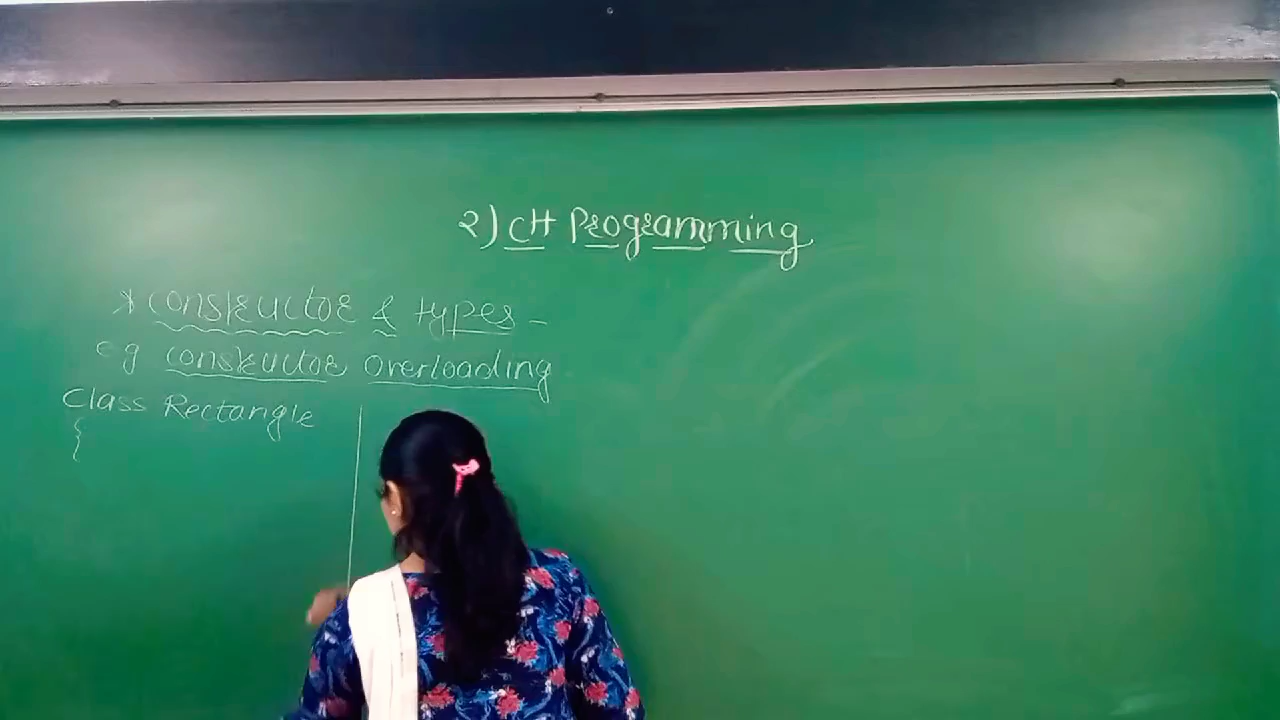 2) C++ Programming
* Constructor & types -
eg constructor overloading
Class Rectangle
{